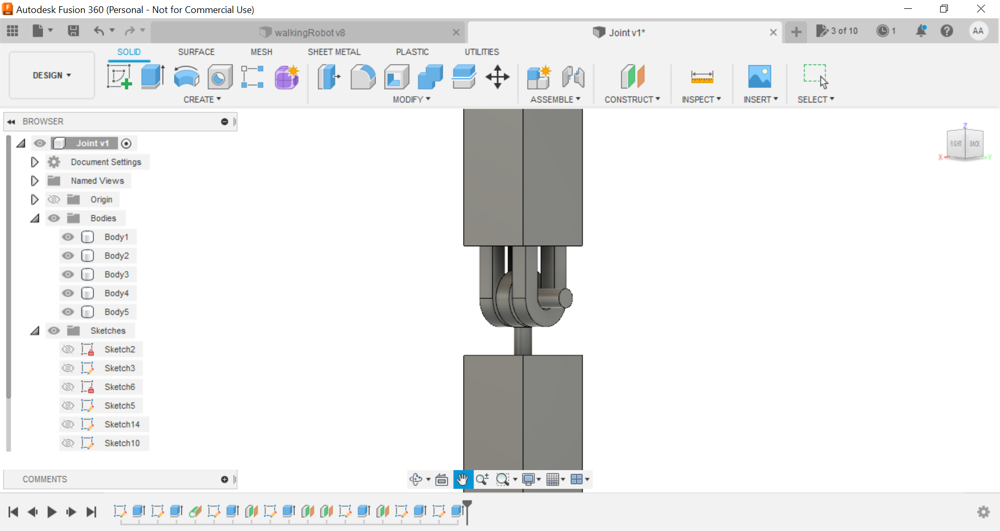 Autodesk Fusion 360 (Personal - Not for Commercial Use)
walkingRobot v8
Joint v1*
3 of 10
1
AA
SOLID
SURFACE
MESH
SHEET METAL
PLASTIC
UTILITIES
DESIGN
CREATE
MODIFY
ASSEMBLE
CONSTRUCT
INSPECT
INSERT
SELECT
BROWSER
Joint v1
Document Settings
Named Views
Origin
Bodies
Body1
Body2
Body3
Body4
Body5
Sketches
Sketch2
Sketch3
Sketch6
Sketch5
Sketch14
Sketch10
Z
RIGHT
BACK
X
Y
COMMENTS